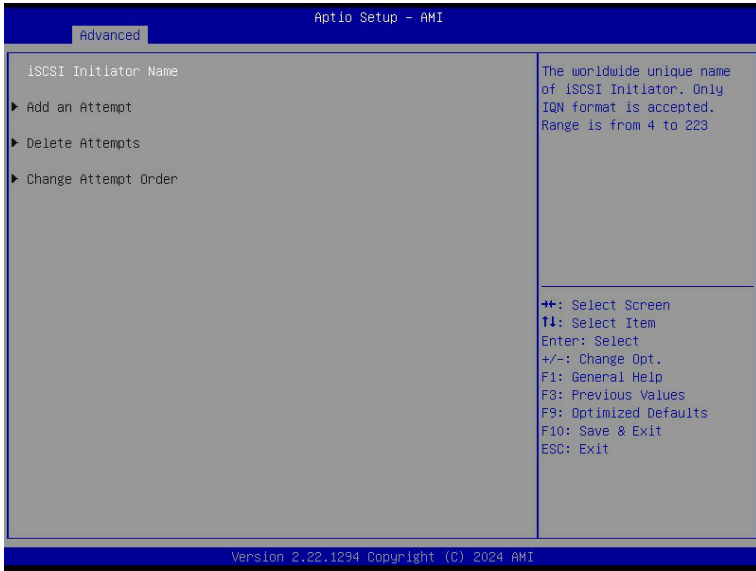 Aptio Setup – AMI
Advanced
iSCSI Initiator Name
▶ Add an Attempt
▶ Delete Attempts
▶ Change Attempt Order
The worldwide unique name
of iSCSI Initiator. Only
IQN format is accepted.
Range is from 4 to 223
→←: Select Screen
↑↓: Select Item
Enter: Select
+/-: Change Opt.
F1: General Help
F3: Previous Values
F9: Optimized Defaults
F10: Save & Exit
ESC: Exit
Version 2.22.1294 Copyright (C) 2024 AMI